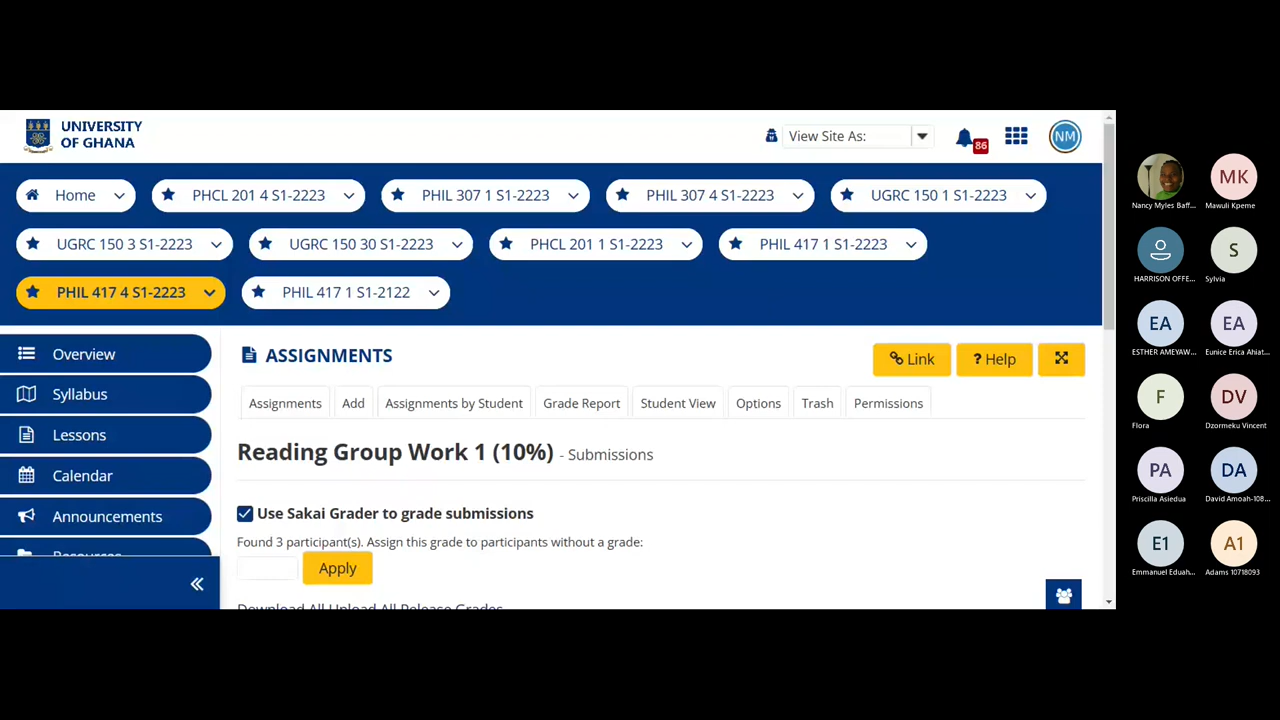 UNIVERSITY
OF GHANA
View Site As:
86
NM
Home
PHCL 201 4 S1-2223
PHIL 307 1 S1-2223
PHIL 307 4 S1-2223
UGRC 150 1 S1-2223
UGRC 150 3 S1-2223
UGRC 150 30 S1-2223
PHCL 201 1 S1-2223
PHIL 417 1 S1-2223
PHIL 417 4 S1-2223
PHIL 417 1 S1-2122
Overview
Syllabus
Lessons
Calendar
Announcements
Resources
ASSIGNMENTS
Link
? Help
Assignments
Add
Assignments by Student
Grade Report
Student View
Options
Trash
Permissions
Reading Group Work 1 (10%) - Submissions
Use Sakai Grader to grade submissions
Found 3 participant(s). Assign this grade to participants without a grade:
Apply
Download All Upload All Release Grades
Nancy Myles Baff...
MK
Mawuli Kpeme
HARRISON OFFE...
S
Sylvia
EA
ESTHER AMEYAW...
EA
Eunice Erica Ahiat...
F
Flora
DV
Dzormeku Vincent
PA
Priscilla Asiedua
DA
David Amoah-108...
E1
Emmanuel Eduah...
A1
Adams 10718093